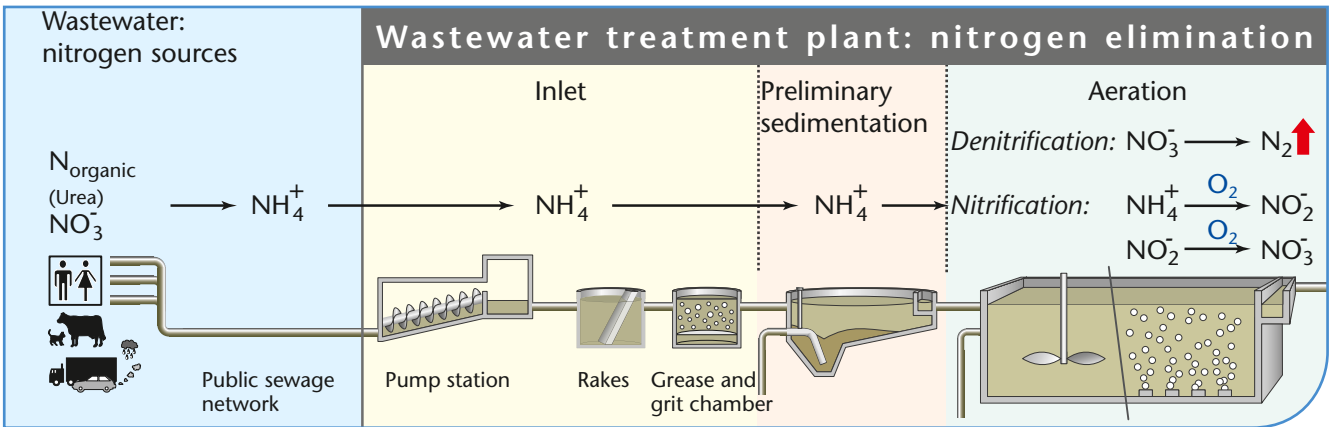 Wastewater:
nitrogen sources
Wastewater treatment plant: nitrogen elimination
Inlet
Preliminary
sedimentation
Aeration
Denitrification: NO₃⁻ → N₂
N organic
(Urea)
NO₃⁻
→ NH₄⁺ → NH₄⁺ → NH₄⁺ →
Nitrification: NH₄⁺ O₂ → NO₂⁻
NO₂⁻ O₂ → NO₃⁻
Public sewage
network
Pump station
Rakes
Grease and
grit chamber